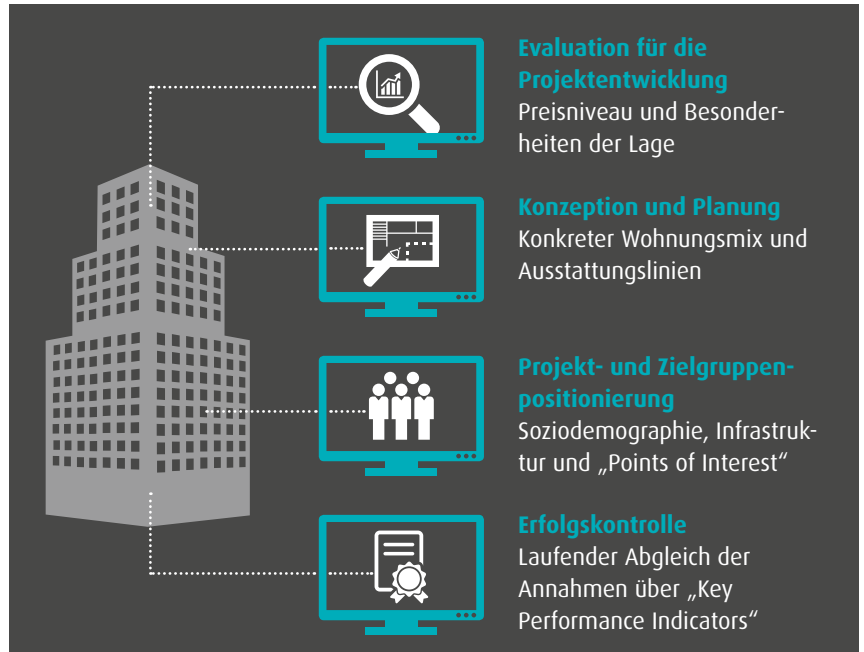 Evaluation für die
Projektentwicklung
Preisniveau und Besonder-
heiten der Lage
Konzeption und Planung
Konkreter Wohnungsmix und
Ausstattungslinien
Projekt- und Zielgruppen-
positionierung
Soziodemographie, Infrastruk-
tur und „Points of Interest“
Erfolgskontrolle
Laufender Abgleich der
Annahmen über „Key
Performance Indicators“